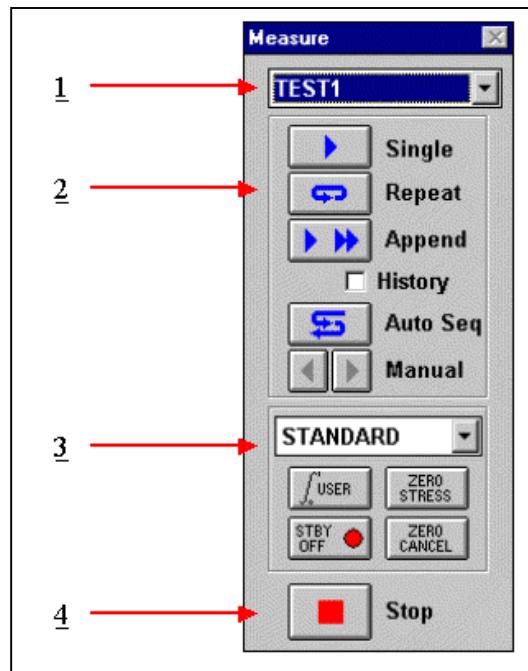 Measure
1
TEST1
Single
2
Repeat
Append
History
Auto Seq
Manual
3
STANDARD
USER
ZERO
STRESS
STBY
OFF
ZERO
CANCEL
4
Stop